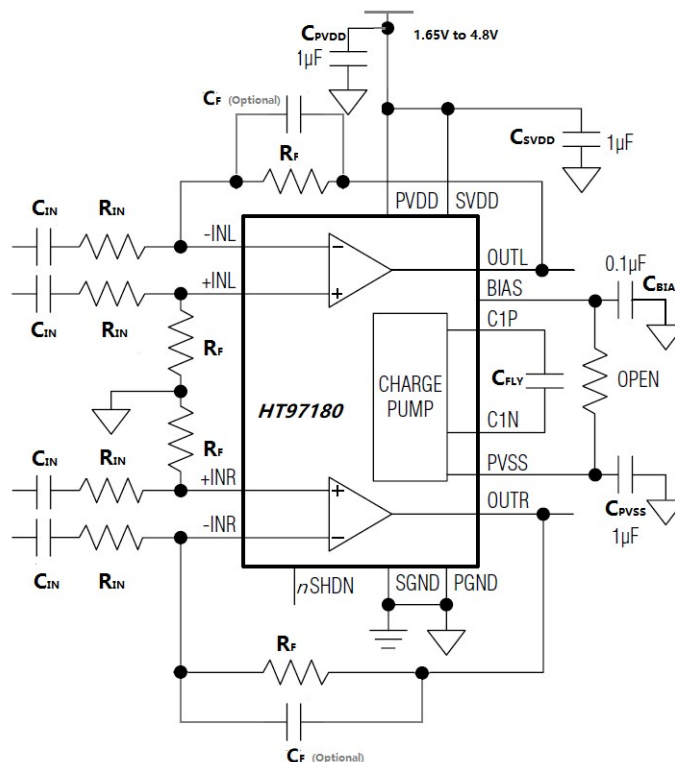 CPVDD
1µF
1.65V to 4.8V
CF (Optional)
RF
CSVDD
1µF
PVDD SVDD
CIN RIN
-INL
OUTL
+INL
BIAS
0.1µF
CBIA
CIN RIN
C1P
RF
CHARGE
PUMP
CFLY
OPEN
HT97180
C1N
RF
CIN RIN
+INR
PVSS
-INR
OUTR
CPVSS
1µF
CIN RIN
nSHDN
SGND PGND
RF
CF (Optional)